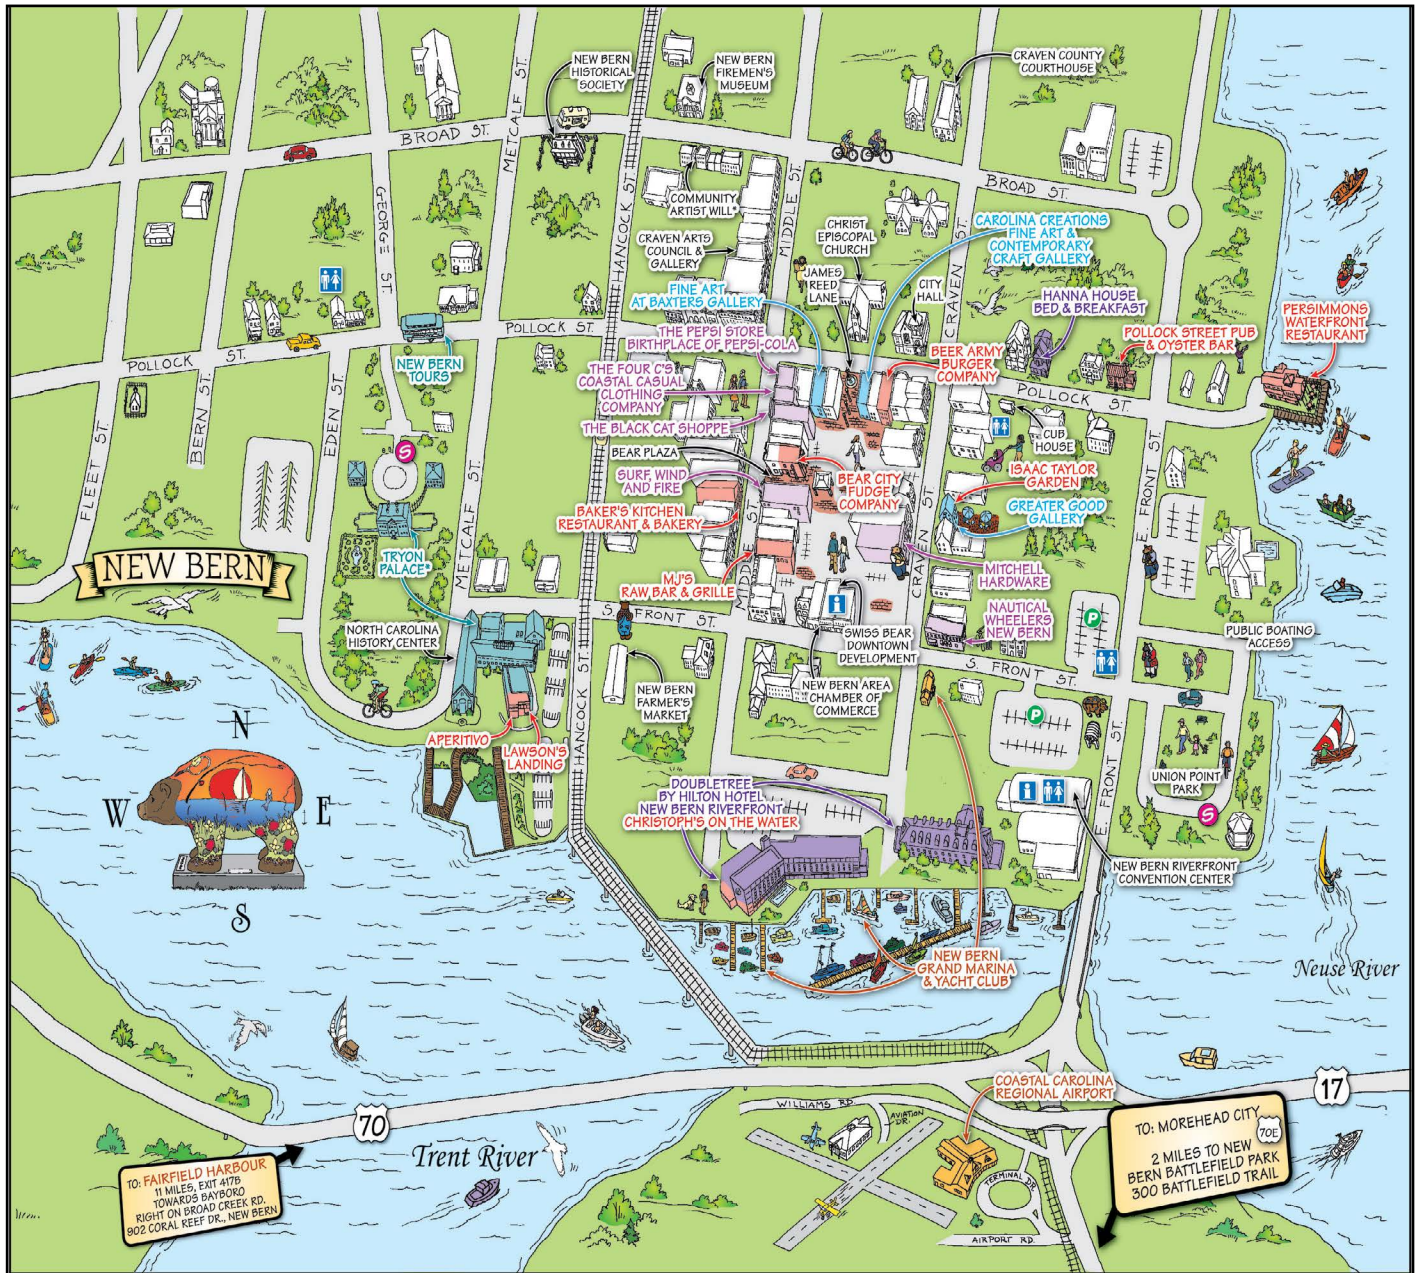 NEW BERN
HISTORICAL
SOCIETY
NEW BERN
FIREMEN'S
MUSEUM
CRAVEN COUNTY
COURTHOUSE
BROAD ST.
METCALF ST.
HANCOCK ST.
MIDDLE ST.
BROAD ST.
GEORGE ST.
COMMUNITY
ARTIST WILL*
CRAVEN ARTS
COUNCIL &
GALLERY
CHRIST
EPISCOPAL
CHURCH
JAMES
REED
LANE
CITY
HALL
CRAVEN ST.
CAROLINA CREATIONS
FINE ART &
CONTEMPORARY
CRAFT GALLERY
FINE ART
AT BAXTERS GALLERY
HANNA HOUSE
BED & BREAKFAST
PERSIMMONS
WATERFRONT
RESTAURANT
POLLOCK STREET PUB
& OYSTER BAR
POLLOCK ST.
POLLOCK ST.
THE PEPSI STORE
BIRTHPLACE OF PEPSI-COLA
BEER ARMY
BURGER
COMPANY
NEW BERN
TOURS
THE FOUR C'S
COASTAL CASUAL
CLOTHING
COMPANY
POLLOCK ST.
THE BLACK CAT SHOPPE
BERN ST.
EDEN ST.
FLEET ST.
S
CUB
HOUSE
E. FRONT ST.
BEAR PLAZA
SURF, WIND
AND FIRE
BEAR CITY
FUDGE
COMPANY
ISAAC TAYLOR
GARDEN
GREATER GOOD
GALLERY
BAKER'S KITCHEN
RESTAURANT & BAKERY
METCALF ST.
MIDDLE ST.
CRAVEN ST.
NEW BERN
TRYON
PALACE*
MJ'S
RAW BAR & GRILLE
MITCHELL
HARDWARE
S. FRONT ST.
i
NAUTICAL
WHEELERS
NEW BERN
P
PUBLIC BOATING
ACCESS
NORTH CAROLINA
HISTORY CENTER
SWISS BEAR
DOWNTOWN
DEVELOPMENT
S. FRONT ST.
NEW BERN
FARMER'S
MARKET
NEW BERN AREA
CHAMBER OF
COMMERCE
P
HANCOCK ST.
APERITIVO
LAWSON'S
LANDING
N
W
E
S
DOUBLETREE
BY HILTON HOTEL
NEW BERN RIVERFRONT
CHRISTOPH'S ON THE WATER
i
E. FRONT ST.
UNION POINT
PARK
S
NEW BERN RIVERFRONT
CONVENTION CENTER
NEW BERN
GRAND MARINA
& YACHT CLUB
Neuse River
COASTAL CAROLINA
REGIONAL AIRPORT
17
70
WILLIAMS RD.
AVIATION
DR.
TO: MOREHEAD CITY
70E
2 MILES TO NEW
BERN BATTLEFIELD PARK
300 BATTLEFIELD TRAIL
Trent River
TO: FAIRFIELD HARBOUR
11 MILES, EXIT 417B
TOWARDS BAYBORO
RIGHT ON BROAD CREEK RD.
902 CORAL REEF DR., NEW BERN
TERMINAL DR.
AIRPORT RD.